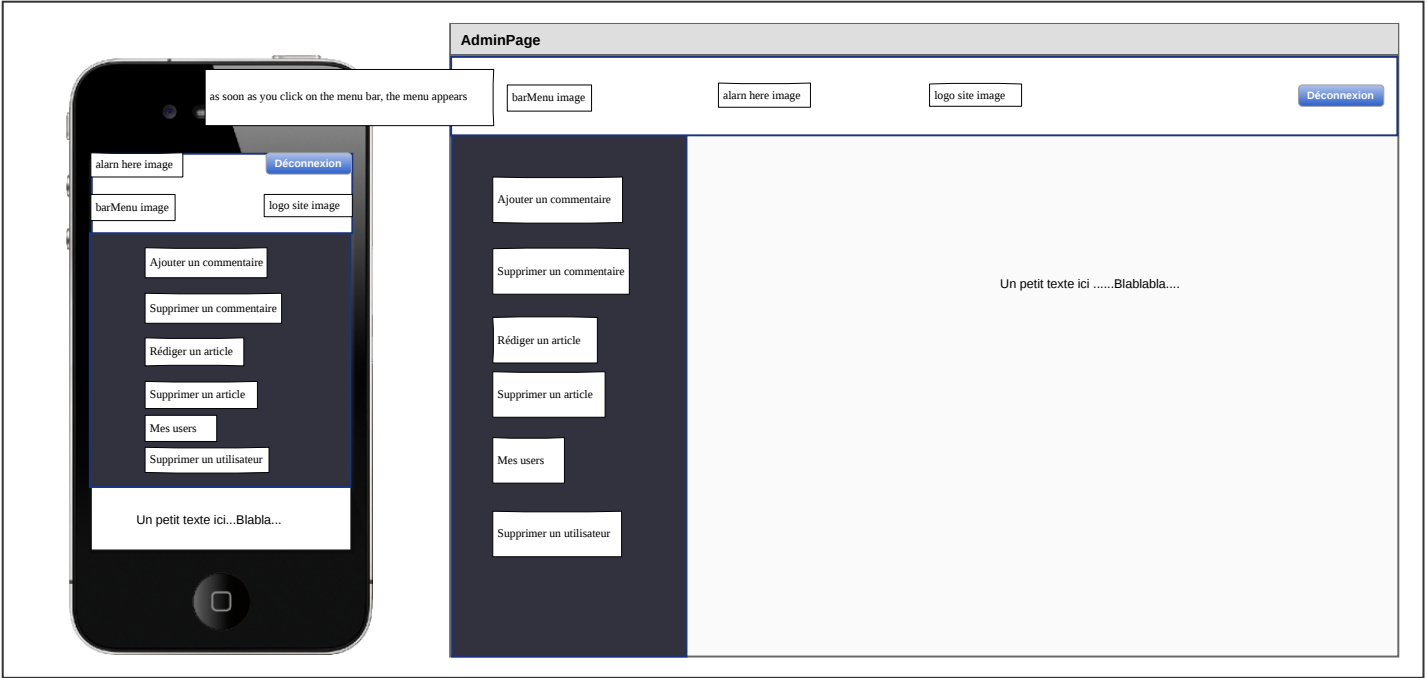 AdminPage
as soon as you click on the menu bar, the menu appears
barMenu image
alarn here image
logo site image
Déconnexion
alarn here image
Déconnexion
barMenu image
logo site image
Ajouter un commentaire
Supprimer un commentaire
Rédiger un article
Supprimer un article
Mes users
Supprimer un utilisateur
Un petit texte ici...Blabla...
Ajouter un commentaire
Supprimer un commentaire
Rédiger un article
Supprimer un article
Mes users
Supprimer un utilisateur
Un petit texte ici ......Blablabla....